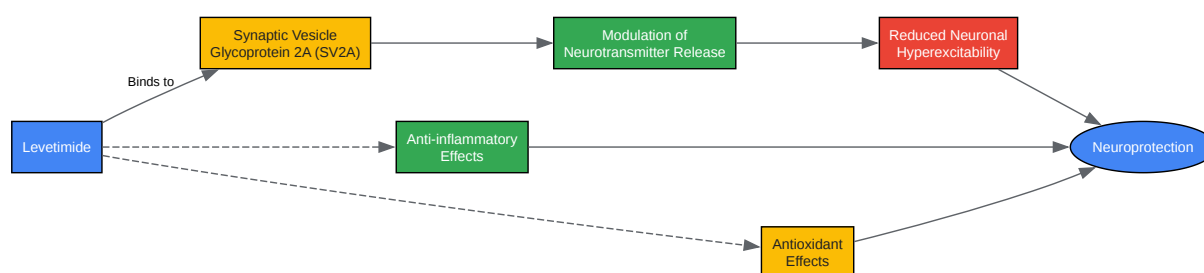 Synaptic Vesicle
Glycoprotein 2A (SV2A)
Modulation of
Neurotransmitter Release
Reduced Neuronal
Hyperexcitability
Binds to
Levetimide
Anti-inflammatory
Effects
Neuroprotection
Antioxidant
Effects